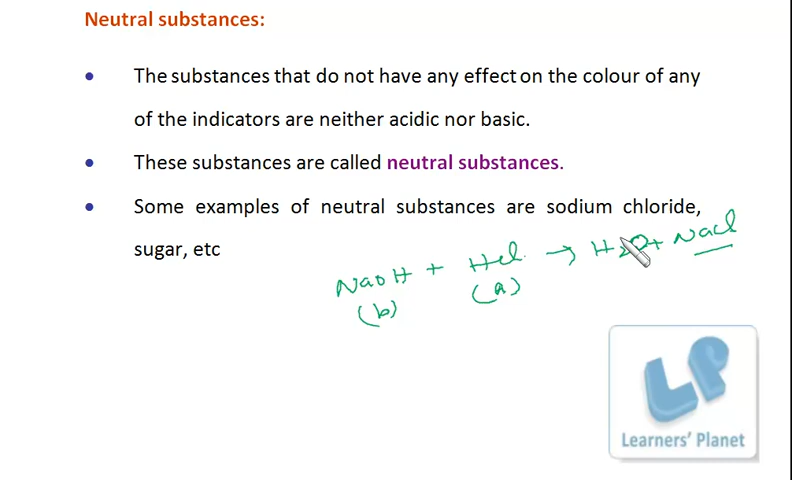 Neutral substances:
• The substances that do not have any effect on the colour of any
of the indicators are neither acidic nor basic.
• These substances are called neutral substances.
• Some examples of neutral substances are sodium chloride,
sugar, etc
NaOH + HCl → H2O + NaCl
(b) (a)
LP
Learners' Planet